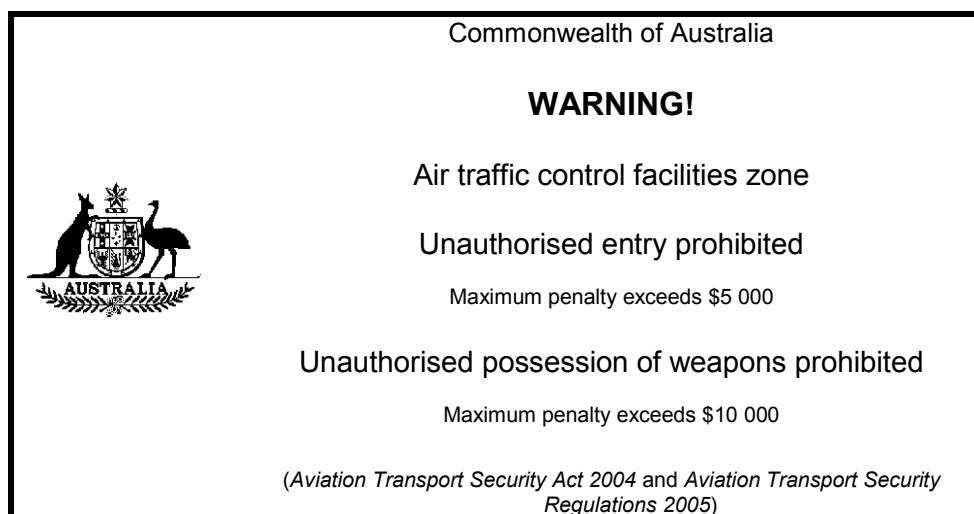 Commonwealth of Australia
WARNING!
Air traffic control facilities zone
Unauthorised entry prohibited
Maximum penalty exceeds $5 000
AUSTRALIA
Unauthorised possession of weapons prohibited
Maximum penalty exceeds $10 000
(Aviation Transport Security Act 2004 and Aviation Transport Security
Regulations 2005)